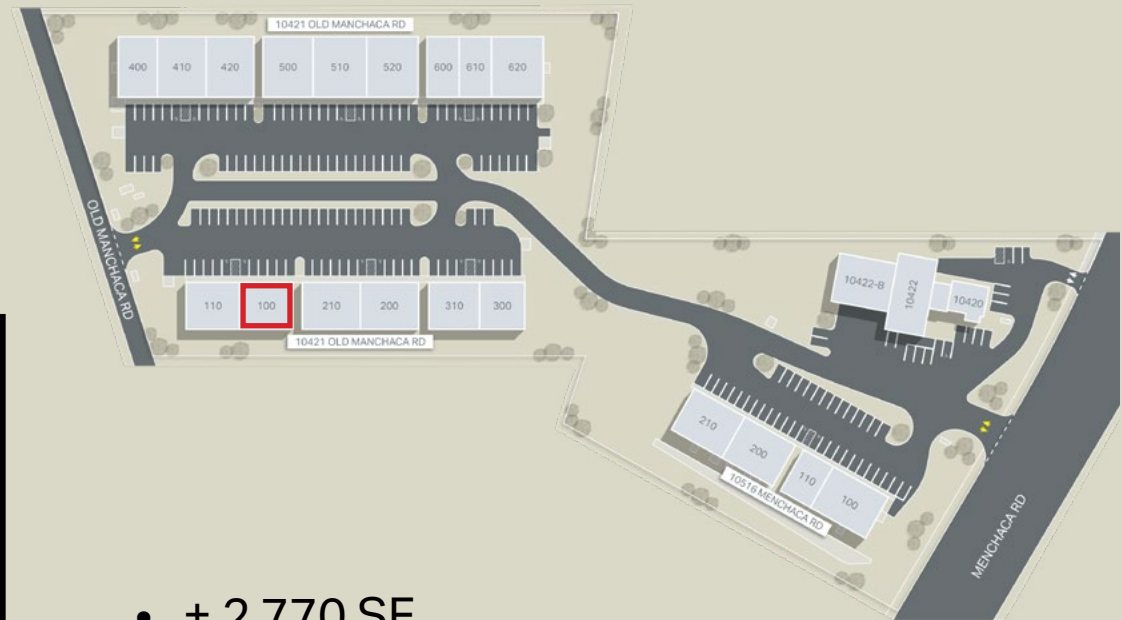 10421 OLD MANCHACA RD
400 410 420 500 510 520 600 610 620
OLD MANCHACA RD
110 100 210 200 310 300
10421 OLD MANCHACA RD
10422-B
10422
10420
210
200
110
100
10516 MENCHACA RD
MENCHACA RD
• ± 2,770 SF